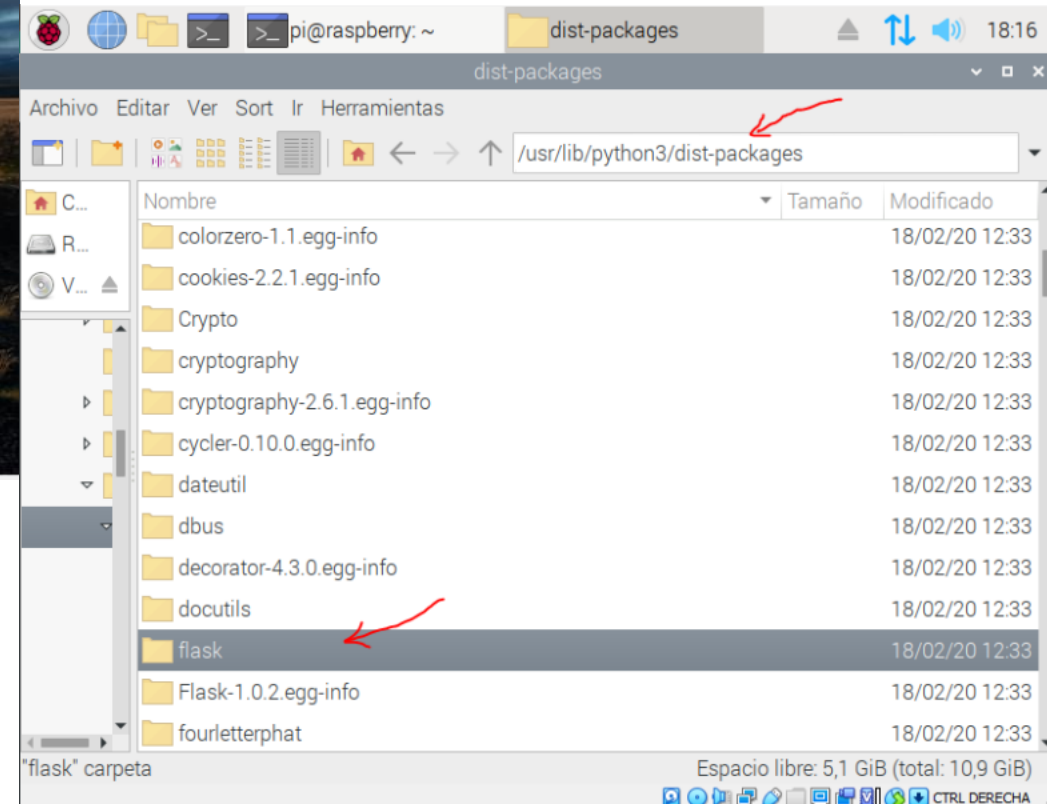 pi@raspberry: ~ dist-packages 18:16
dist-packages
Archivo Editar Ver Sort Ir Herramientas
/usr/lib/python3/dist-packages
C...
R...
V...
Nombre Tamaño Modificado
colorzero-1.1.egg-info 18/02/20 12:33
cookies-2.2.1.egg-info 18/02/20 12:33
Crypto 18/02/20 12:33
cryptography 18/02/20 12:33
cryptography-2.6.1.egg-info 18/02/20 12:33
cycler-0.10.0.egg-info 18/02/20 12:33
dateutil 18/02/20 12:33
dbus 18/02/20 12:33
decorator-4.3.0.egg-info 18/02/20 12:33
docutils 18/02/20 12:33
flask 18/02/20 12:33
Flask-1.0.2.egg-info 18/02/20 12:33
fourletterphat 18/02/20 12:33
"flask" carpeta Espacio libre: 5,1 GiB (total: 10,9 GiB)
CTRL DERECHA